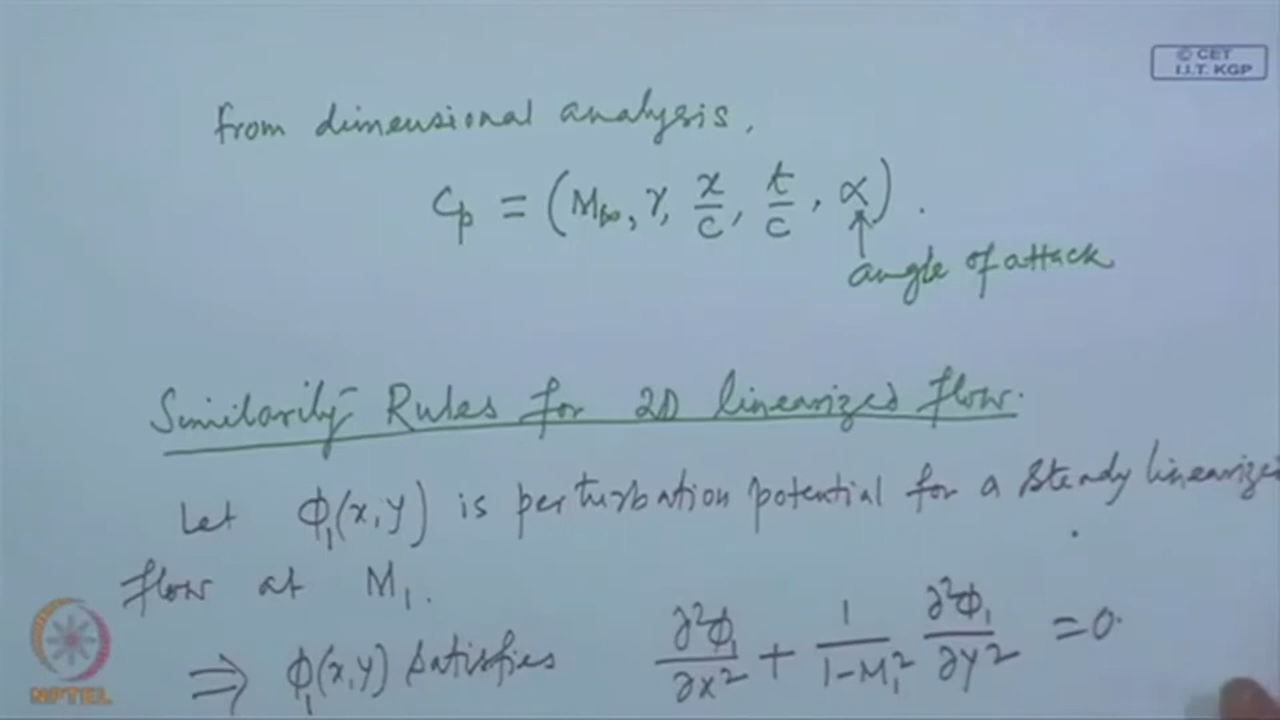 © CET
I.I.T. KGP
from dimensional analysis,
Cp = (M∞, γ, x/c, t/c, α).
angle of attack
Similarity Rules for 2D linearized flow.
Let ϕ₁(x,y) is perturbation potential for a steady linearized
flow at M₁.
⇒ ϕ₁(x,y) satisfies ∂²ϕ₁/∂x² + 1/(1-M₁²) ∂²ϕ₁/∂y² = 0.
NPTEL